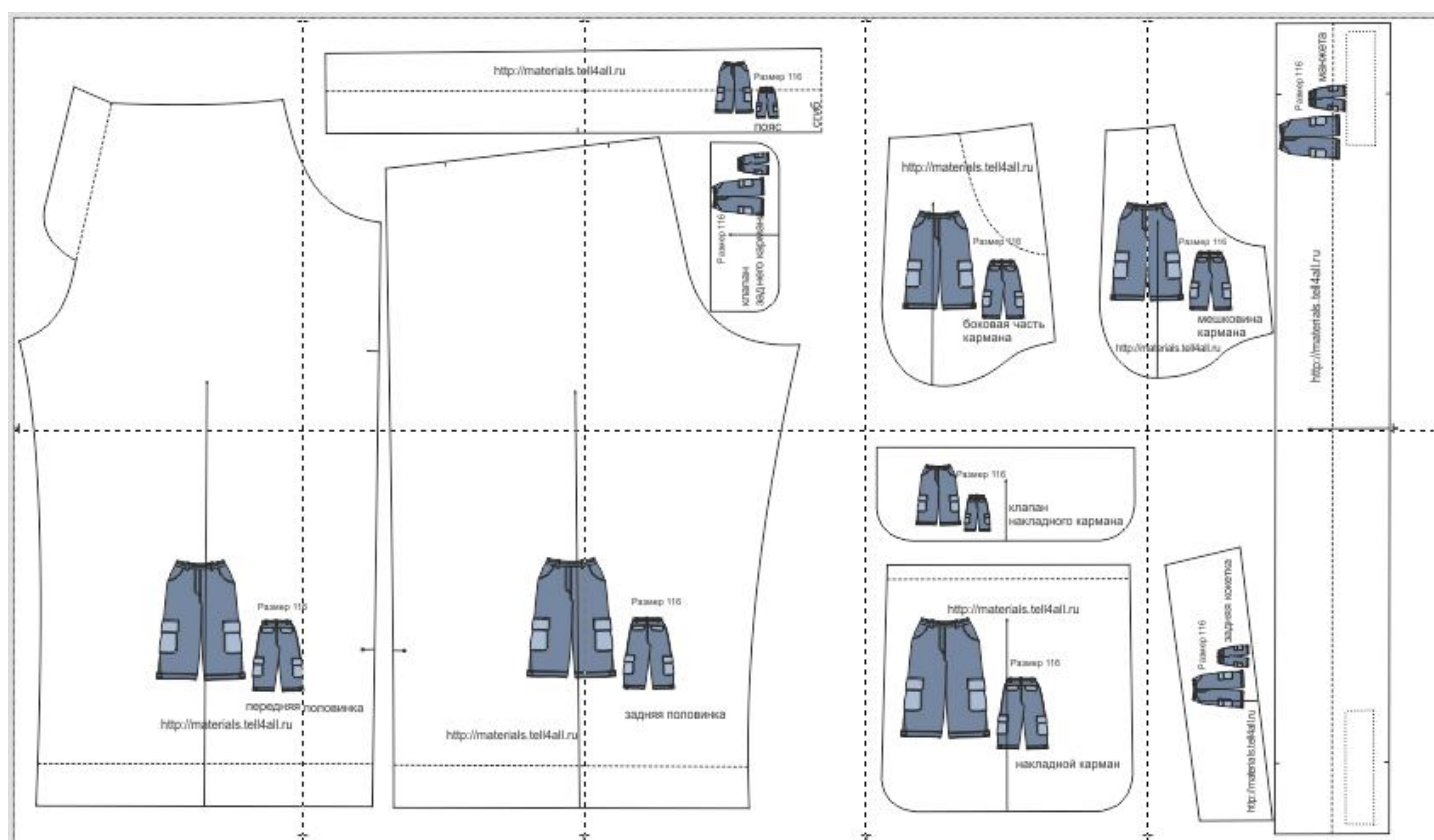 http://materials.tell4all.ru
Размер 116
пояс
сгиб
Размер 116
клапан
заднего кармана
http://materials.tell4all.ru
Размер 116
боковая часть
кармана
Размер 116
мешковина
кармана
http://materials.tell4all.ru
Размер 116
манжета
http://materials.tell4all.ru
Размер 116
передняя половинка
http://materials.tell4all.ru
Размер 116
задняя половинка
http://materials.tell4all.ru
Размер 116
клапан
накладного кармана
http://materials.tell4all.ru
Размер 116
накладной карман
Размер 116
задняя кокетка
http://materials.tell4all.ru